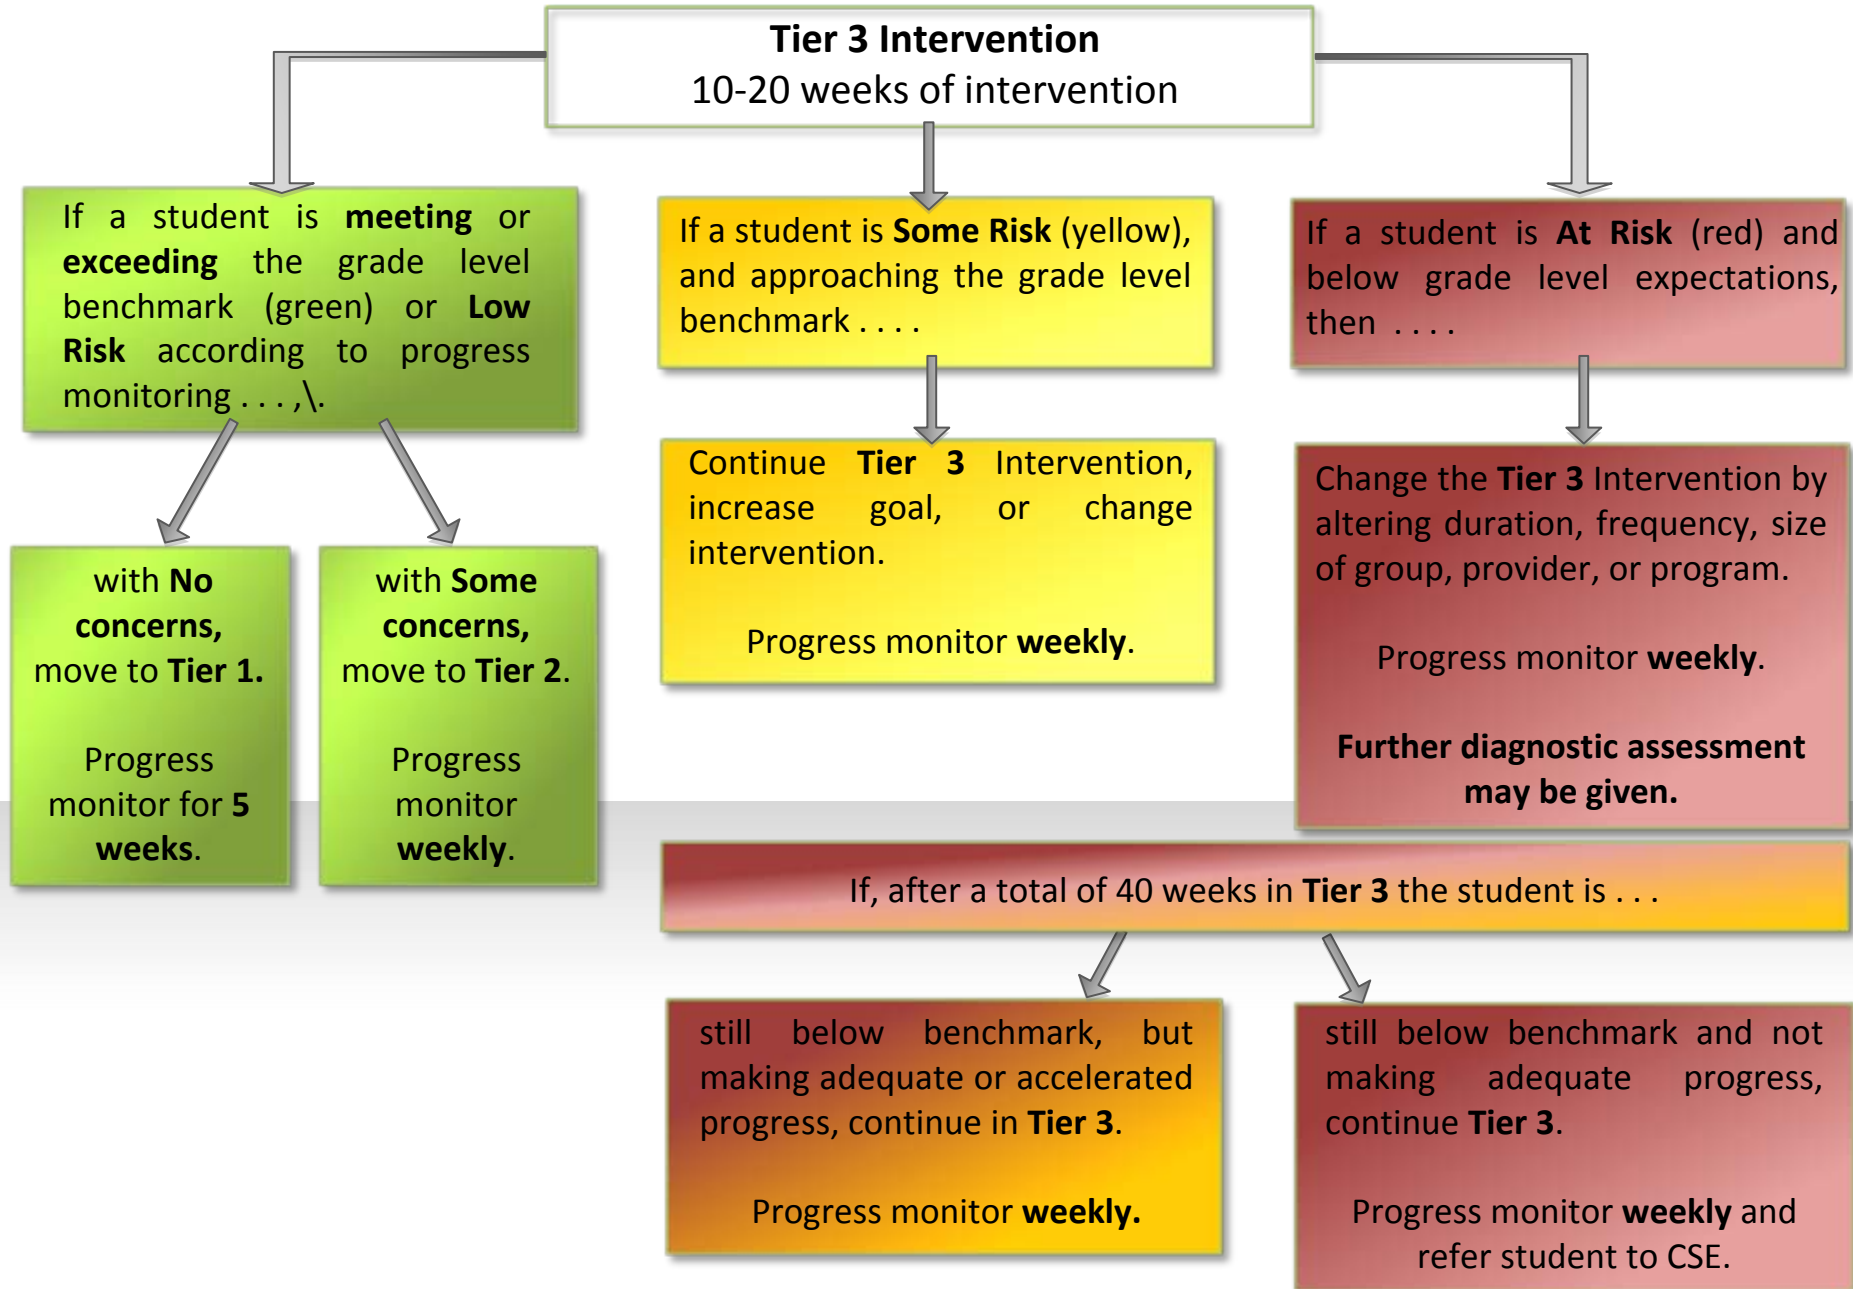 Tier 3 Intervention
10-20 weeks of intervention
If a student is meeting or
exceeding the grade level
benchmark (green) or Low
Risk according to progress
monitoring . . . ,\.
If a student is Some Risk (yellow),
and approaching the grade level
benchmark . . . .
If a student is At Risk (red) and
below grade level expectations,
then . . . .
with No
concerns,
move to Tier 1.
Progress
monitor for 5
weeks.
with Some
concerns,
move to Tier 2.
Progress
monitor
weekly.
Continue Tier 3 Intervention,
increase goal, or change
intervention.
Progress monitor weekly.
Change the Tier 3 Intervention by
altering duration, frequency, size
of group, provider, or program.
Progress monitor weekly.
Further diagnostic assessment
may be given.
If, after a total of 40 weeks in Tier 3 the student is . . .
still below benchmark, but
making adequate or accelerated
progress, continue in Tier 3.
Progress monitor weekly.
still below benchmark and not
making adequate progress,
continue Tier 3.
Progress monitor weekly and
refer student to CSE.